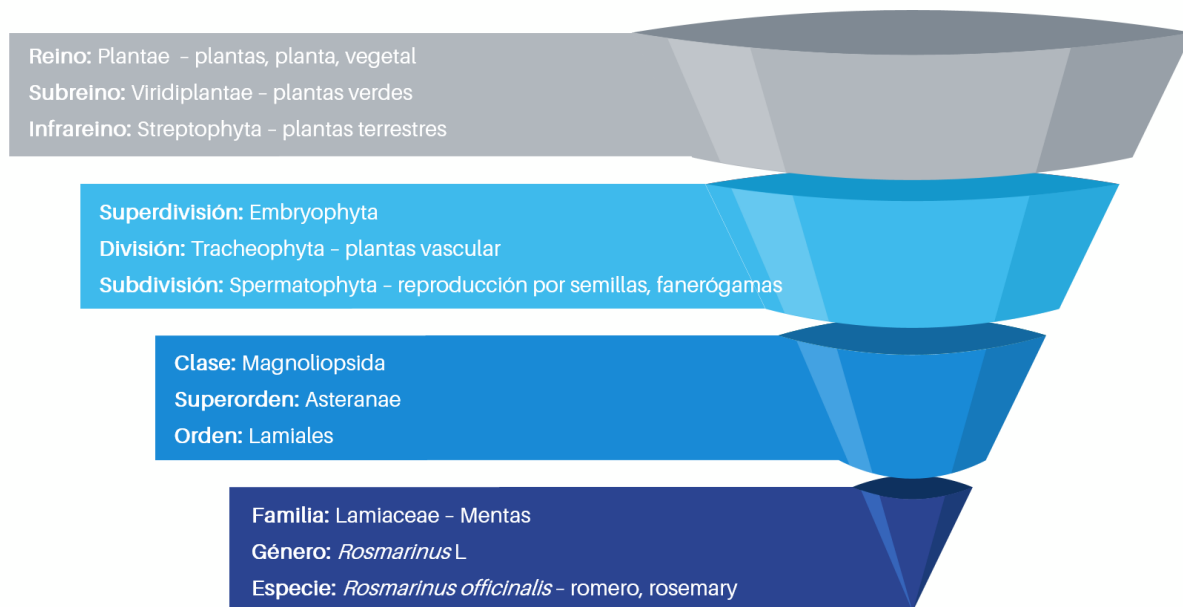 Reino: Plantae – plantas, planta, vegetal
Subreino: Viridiplantae – plantas verdes
Infrareino: Streptophyta – plantas terrestres
Superdivisión: Embryophyta
División: Tracheophyta – plantas vascular
Subdivisión: Spermatophyta – reproducción por semillas, fanerógamas
Clase: Magnoliopsida
Superorden: Asteranae
Orden: Lamiales
Familia: Lamiaceae – Mentas
Género: Rosmarinus L
Especie: Rosmarinus officinalis – romero, rosemary